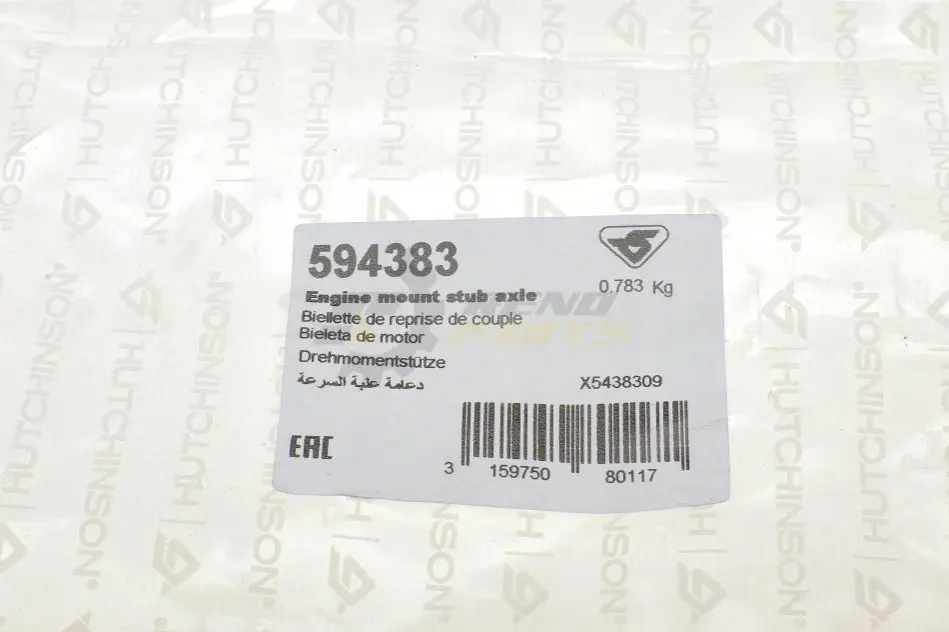 594383
0.783 Kg
Engine mount stub axle
Biellette de reprise de couple
Bieleta de motor
Drehmomentstütze
دعامة علبة السرعة
X5438309
EAC
3 159750 80117
HUTCHINSON®